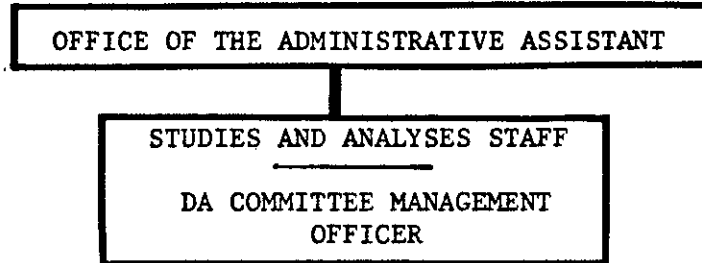 OFFICE OF THE ADMINISTRATIVE ASSISTANT
STUDIES AND ANALYSES STAFF
DA COMMITTEE MANAGEMENT
OFFICER